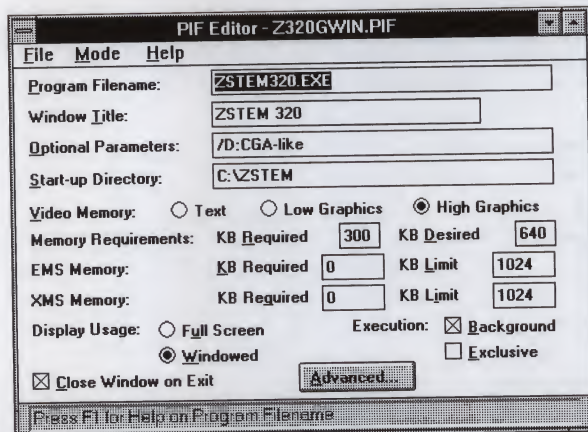 PIF Editor - Z320GWIN.PIF
File Mode Help
Program Filename: ZSTEM320.EXE
Window Title: ZSTEM 320
Optional Parameters: /D:CGA-like
Start-up Directory: C:\ZSTEM
Video Memory: Text Low Graphics High Graphics
Memory Requirements: KB Required 300 KB Desired 640
EMS Memory: KB Required 0 KB Limit 1024
XMS Memory: KB Required 0 KB Limit 1024
Display Usage: Full Screen Execution: Background
Windowed Exclusive
Close Window on Exit Advanced...
Press F1 for Help on Program Filename